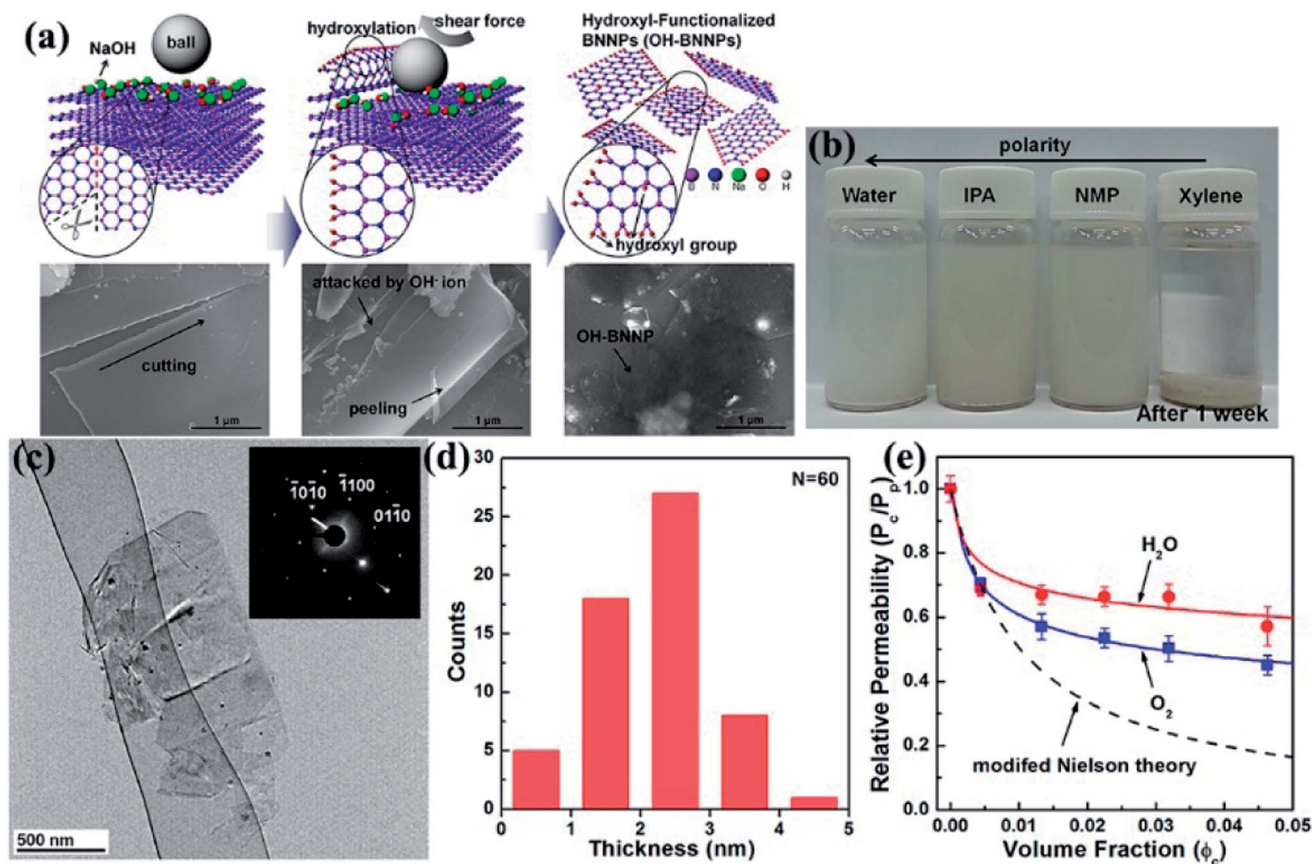 (a)
NaOH
ball
hydroxylation
shear force
Hydroxyl-Functionalized
BNNPs (OH-BNNPs)
B N Na O H
hydroxyl group
cutting
1 µm
attacked by OH⁻ ion
peeling
1 µm
OH-BNNP
1 µm
(b)
polarity
Water IPA NMP Xylene
After 1 week
(c)
1̄010
1̄100
011̄0
500 nm
(d)
N=60
Counts
30
25
20
15
10
5
0
0 1 2 3 4 5
Thickness (nm)
(e)
Relative Permeability (P_c/P_p)
1.0
0.8
0.6
0.4
0.2
0.0
H₂O
O₂
modifed Nielson theory
0.00 0.01 0.02 0.03 0.04 0.05
Volume Fraction (ϕ_c)